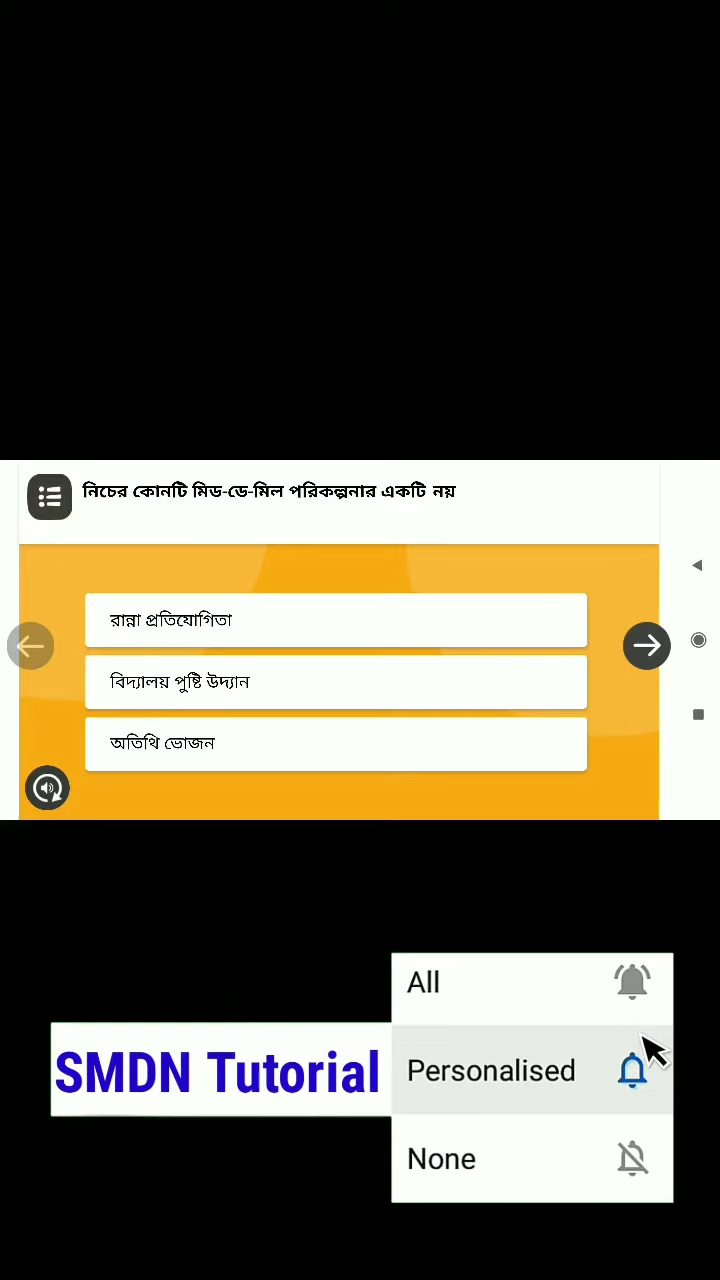 নিচের কোনটি মিড-ডে-মিল পরিকল্পনার একটি নয়
রান্না প্রতিযোগিতা
বিদ্যালয় পুষ্টি উদ্যান
অতিথি ভোজন
All
SMDN Tutorial
Personalised
None